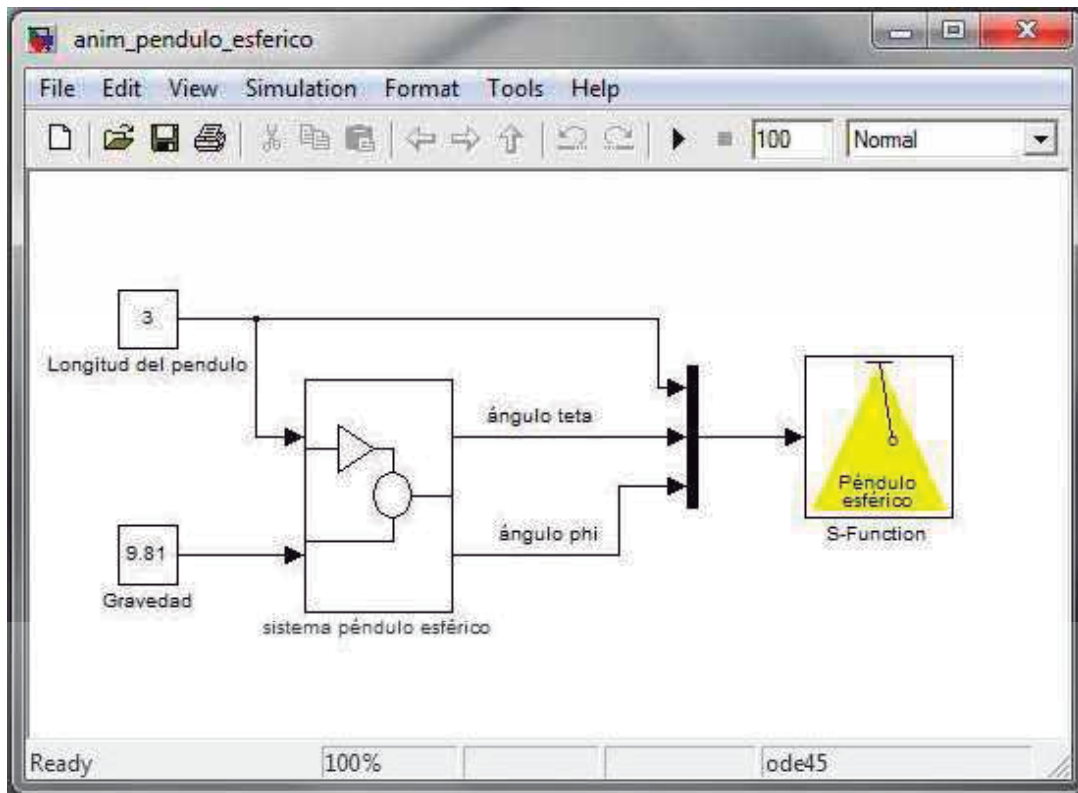 anim_pendulo_esferico
File Edit View Simulation Format Tools Help
100 Normal
3
Longitud del pendulo
ángulo teta
Péndulo
esférico
S-Function
9.81
ángulo phi
Gravedad
sistema péndulo esférico
Ready 100% ode45